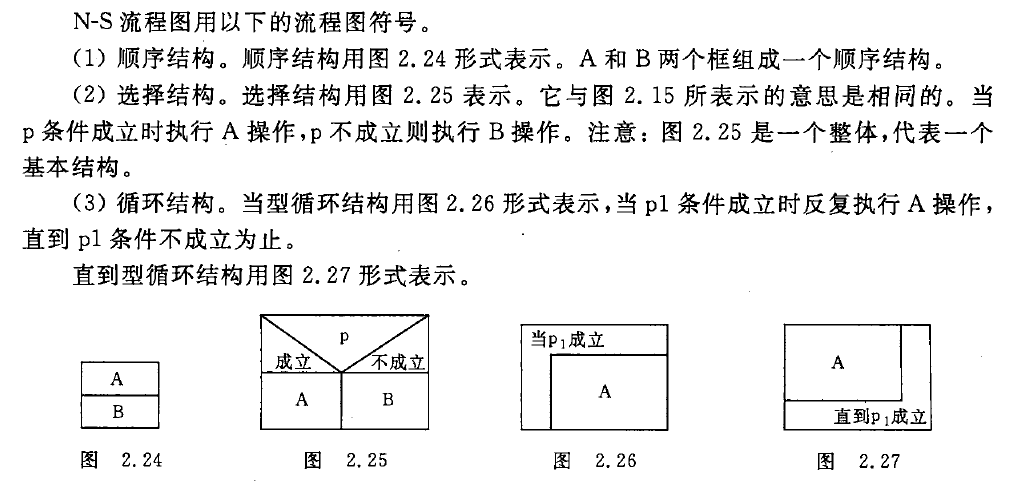 N-S 流程图用以下的流程图符号。
(1) 顺序结构。顺序结构用图 2.24 形式表示。A 和 B 两个框组成一个顺序结构。
(2) 选择结构。选择结构用图 2.25 表示。它与图 2.15 所表示的意思是相同的。当
p 条件成立时执行 A 操作,p 不成立则执行 B 操作。注意: 图 2.25 是一个整体,代表一个
基本结构。
(3) 循环结构。当型循环结构用图 2.26 形式表示,当 p1 条件成立时反复执行 A 操作,
直到 p1 条件不成立为止。
直到型循环结构用图 2.27 形式表示。
A
B
图 2.24
p
成立 不成立
A B
图 2.25
当p₁成立
A
图 2.26
A
直到p₁成立
图 2.27